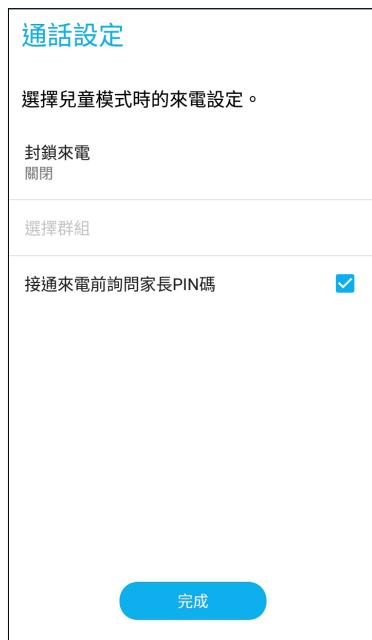 通話設定
選擇兒童模式時的來電設定。
封鎖來電
關閉
選擇群組
接通來電前詢問家長PIN碼
完成